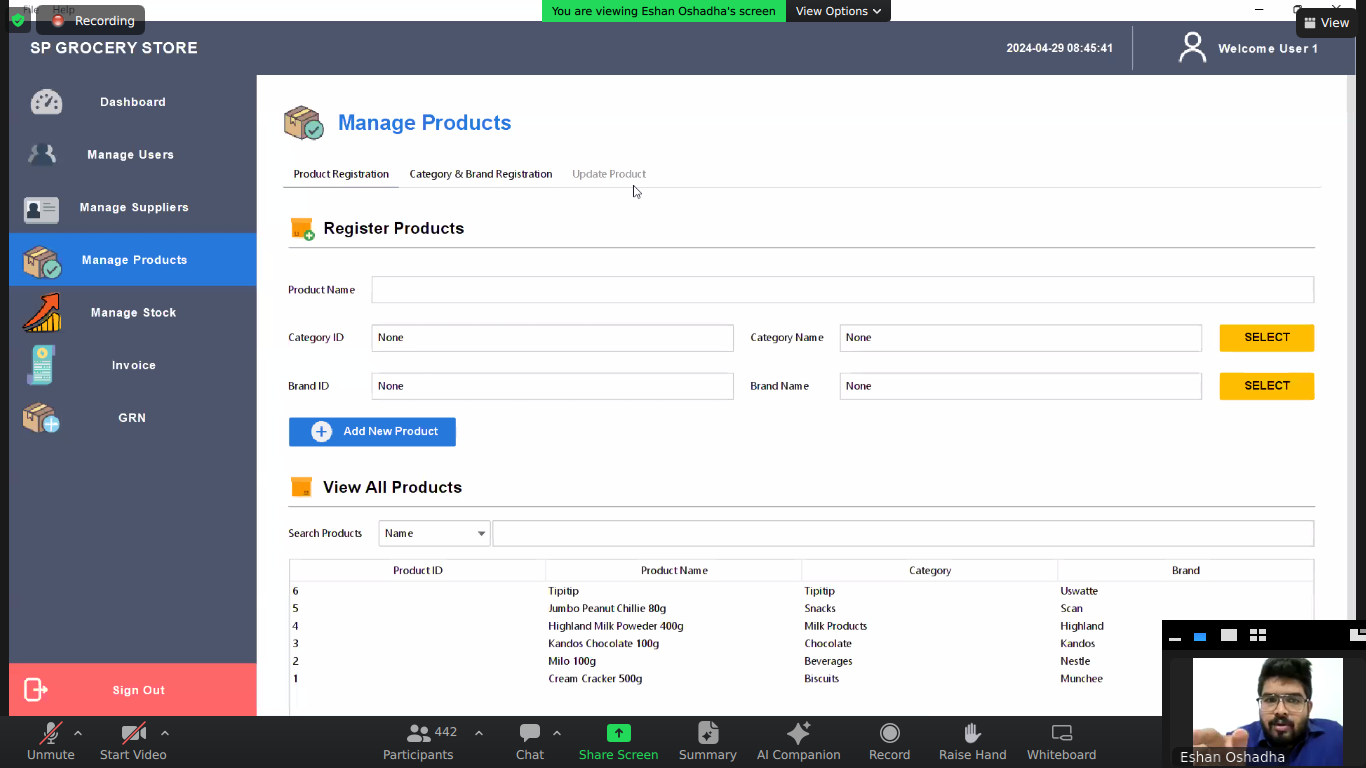 File Help
Recording
You are viewing Eshan Oshadha's screen
View Options
View
SP GROCERY STORE
2024-04-29 08:45:41
Welcome User 1
Dashboard
Manage Users
Manage Suppliers
Manage Products
Manage Stock
Invoice
GRN
Sign Out
Manage Products
Product Registration Category & Brand Registration Update Product
Register Products
Product Name
Category ID None Category Name None SELECT
Brand ID None Brand Name None SELECT
Add New Product
View All Products
Search Products Name
Product ID Product Name Category Brand
6 Tipitip Tipitip Uswatte
5 Jumbo Peanut Chillie 80g Snacks Scan
4 Highland Milk Poweder 400g Milk Products Highland
3 Kandos Chocolate 100g Chocolate Kandos
2 Milo 100g Beverages Nestle
1 Cream Cracker 500g Biscuits Munchee
Eshan Oshadha
Unmute Start Video Participants 442 Chat Share Screen Summary AI Companion Record Raise Hand Whiteboard